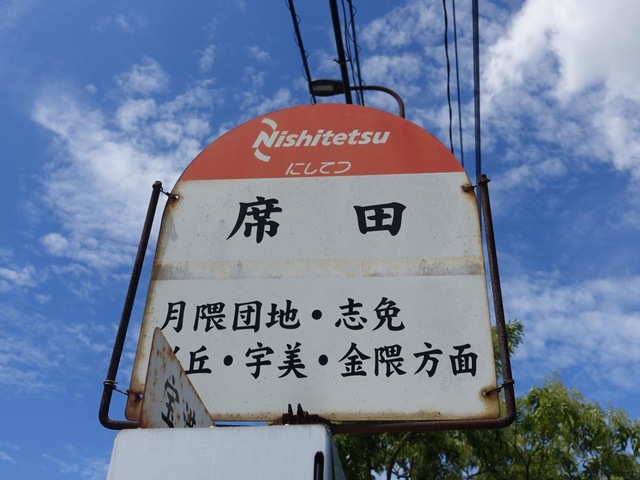 Nishitetsu
にしてつ
席田
月隈団地・志免
丘・宇美・金隈方面
宝